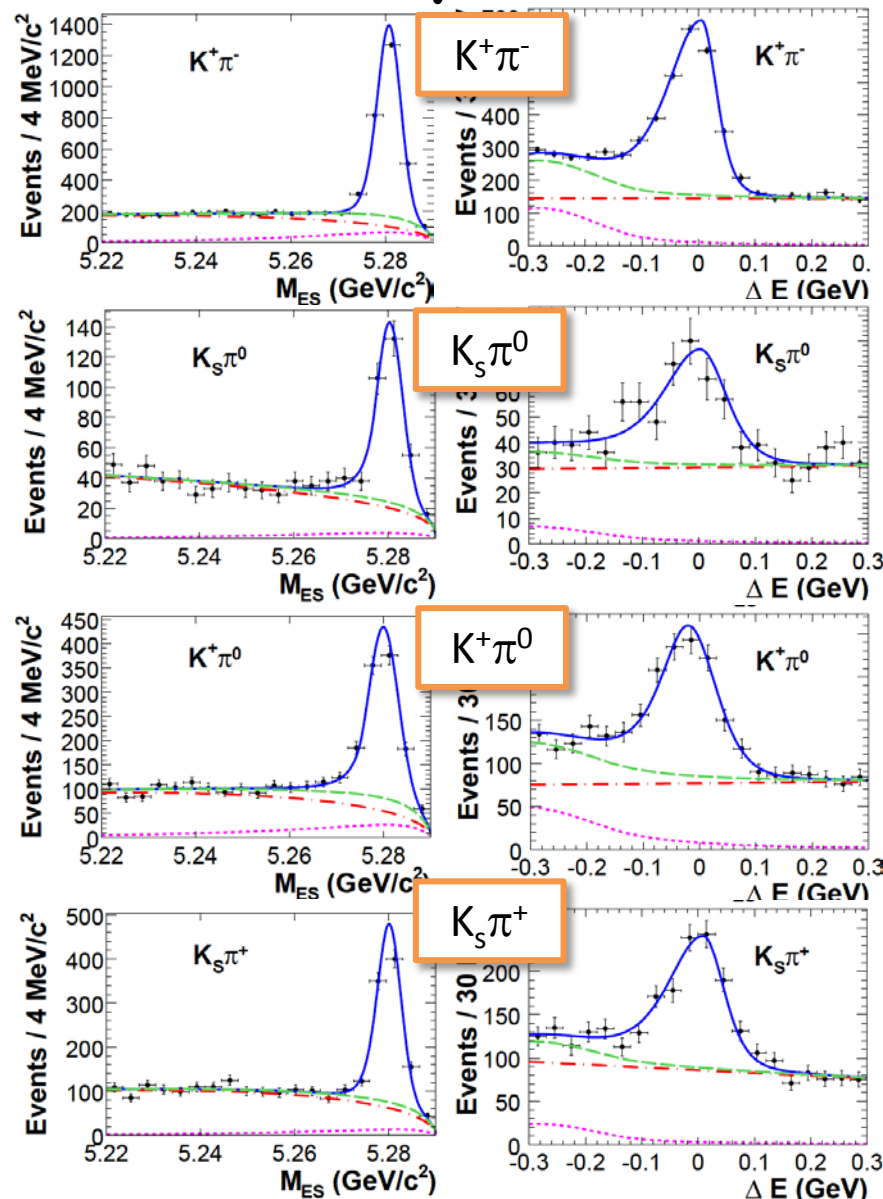 K⁺π⁻
K⁺π⁻
K⁺π⁻
Events / 4 MeV/c²
1400
1200
1000
800
600
400
200
0
5.22 5.24 5.26 5.28
M_ES (GeV/c²)
Events /
400
300
200
100
0
-0.3 -0.2 -0.1 0 0.1 0.2 0.
Δ E (GeV)
K_Sπ⁰
K_sπ⁰
K_Sπ⁰
Events / 4 MeV/c²
140
120
100
80
60
40
20
0
5.22 5.24 5.26 5.28
M_ES (GeV/c²)
Events /
60
50
40
30
20
10
0
-0.3 -0.2 -0.1 0 0.1 0.2 0.3
Δ E (GeV)
K⁺π⁰
K⁺π⁰
K⁺π⁰
Events / 4 MeV/c²
450
400
350
300
250
200
150
100
50
0
5.22 5.24 5.26 5.28
M_ES (GeV/c²)
Events / 30
150
100
50
0
-0.3 -0.2 -0.1 0 0.1 0.2 0.3
Δ E (GeV)
K_Sπ⁺
K_sπ⁺
K_Sπ⁺
Events / 4 MeV/c²
500
400
300
200
100
0
5.22 5.24 5.26 5.28
M_ES (GeV/c²)
Events / 30
200
150
100
50
0
-0.3 -0.2 -0.1 0 0.1 0.2 0.3
Δ E (GeV)